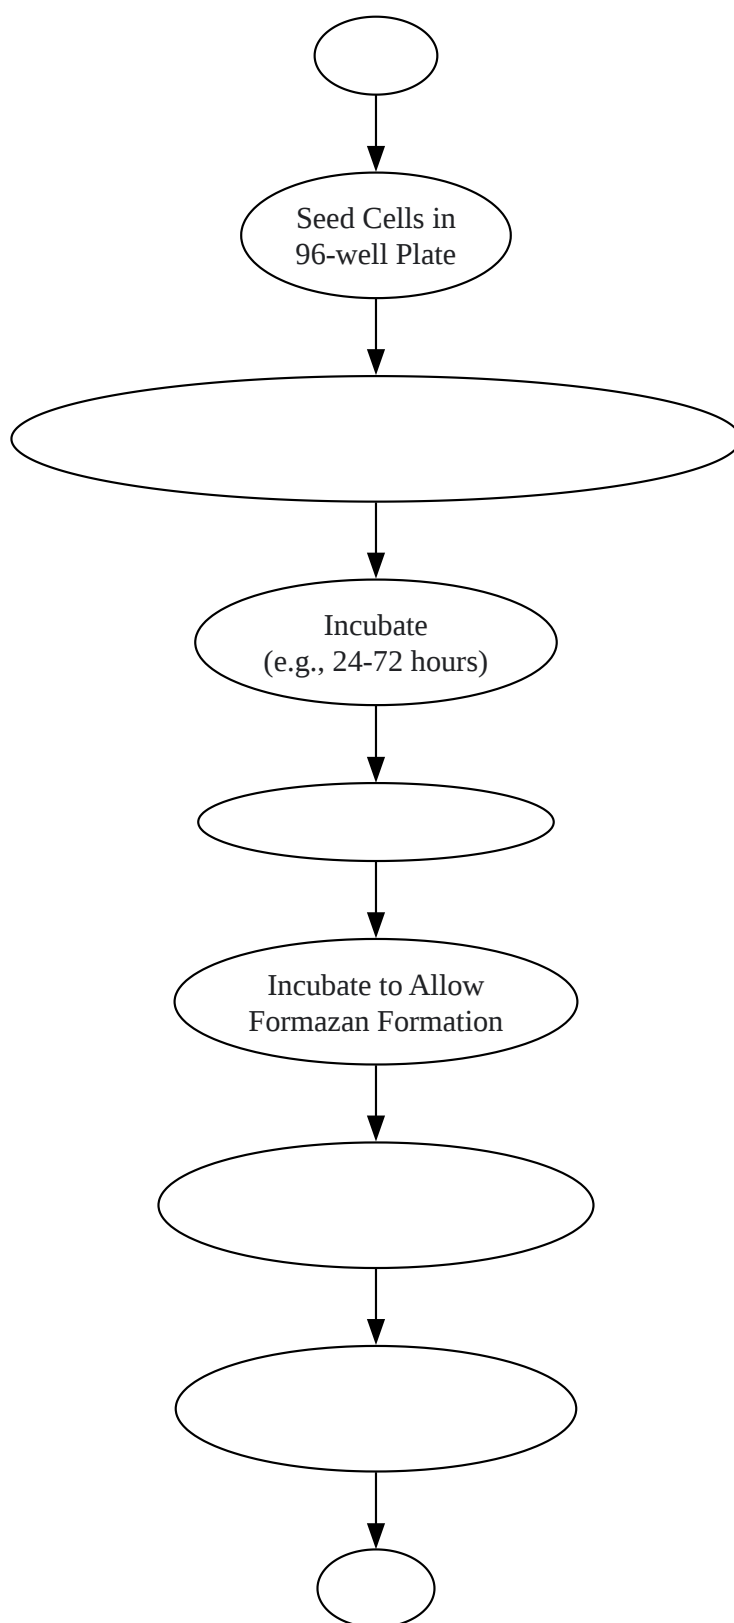 Seed Cells in
96-well Plate
Incubate
(e.g., 24-72 hours)
Incubate to Allow
Formazan Formation